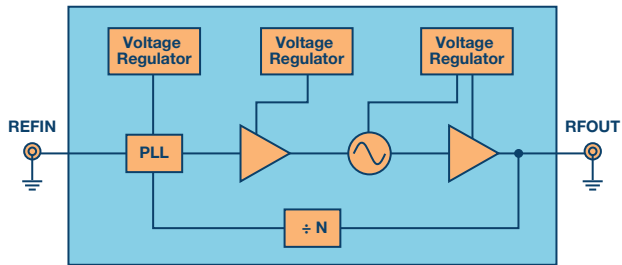 Voltage
Regulator
Voltage
Regulator
Voltage
Regulator
REFIN
RFOUT
PLL
÷ N